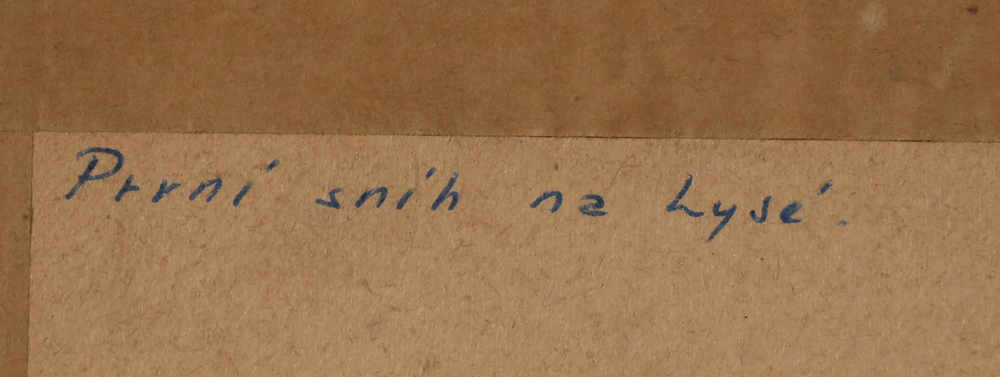 První sníh na Lysé.